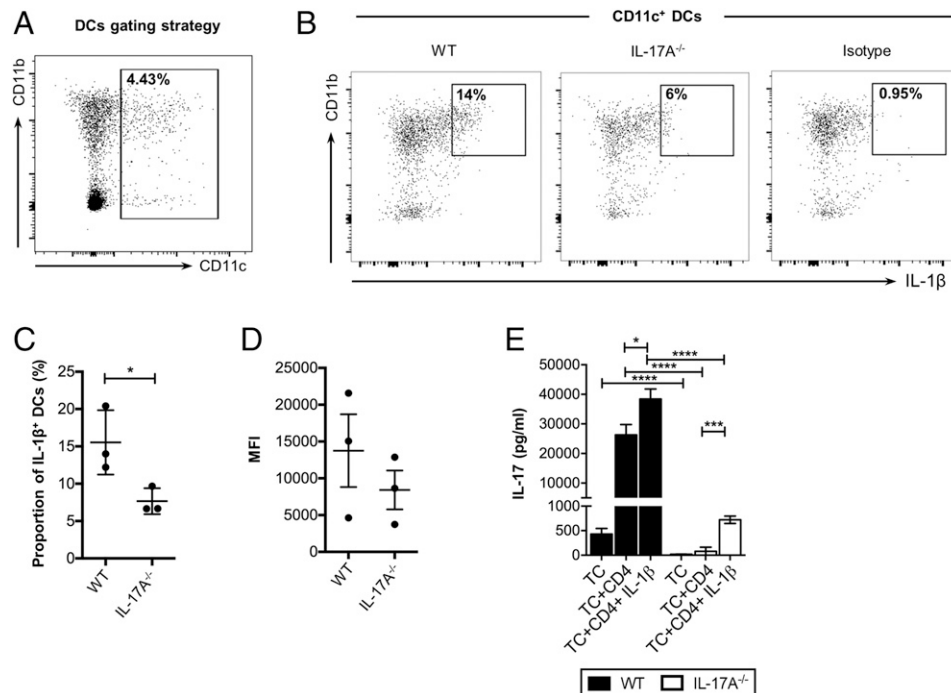 A
DCs gating strategy
4.43%
CD11b
CD11c
B
CD11c⁺ DCs
WT
IL-17A⁻/⁻
Isotype
14%
6%
0.95%
CD11b
IL-1β
C
Proportion of IL-1β⁺ DCs (%)
25
20
15
10
5
0
*
WT
IL-17A⁻/⁻
D
MFI
25000
20000
15000
10000
5000
0
WT
IL-17A⁻/⁻
E
IL-17 (pg/ml)
50000
40000
30000
20000
10000
1000
500
0
*
****
****
****
***
TC
TC+CD4
TC+CD4+ IL-1β
TC
TC+CD4
TC+CD4+ IL-1β
WT
IL-17A⁻/⁻